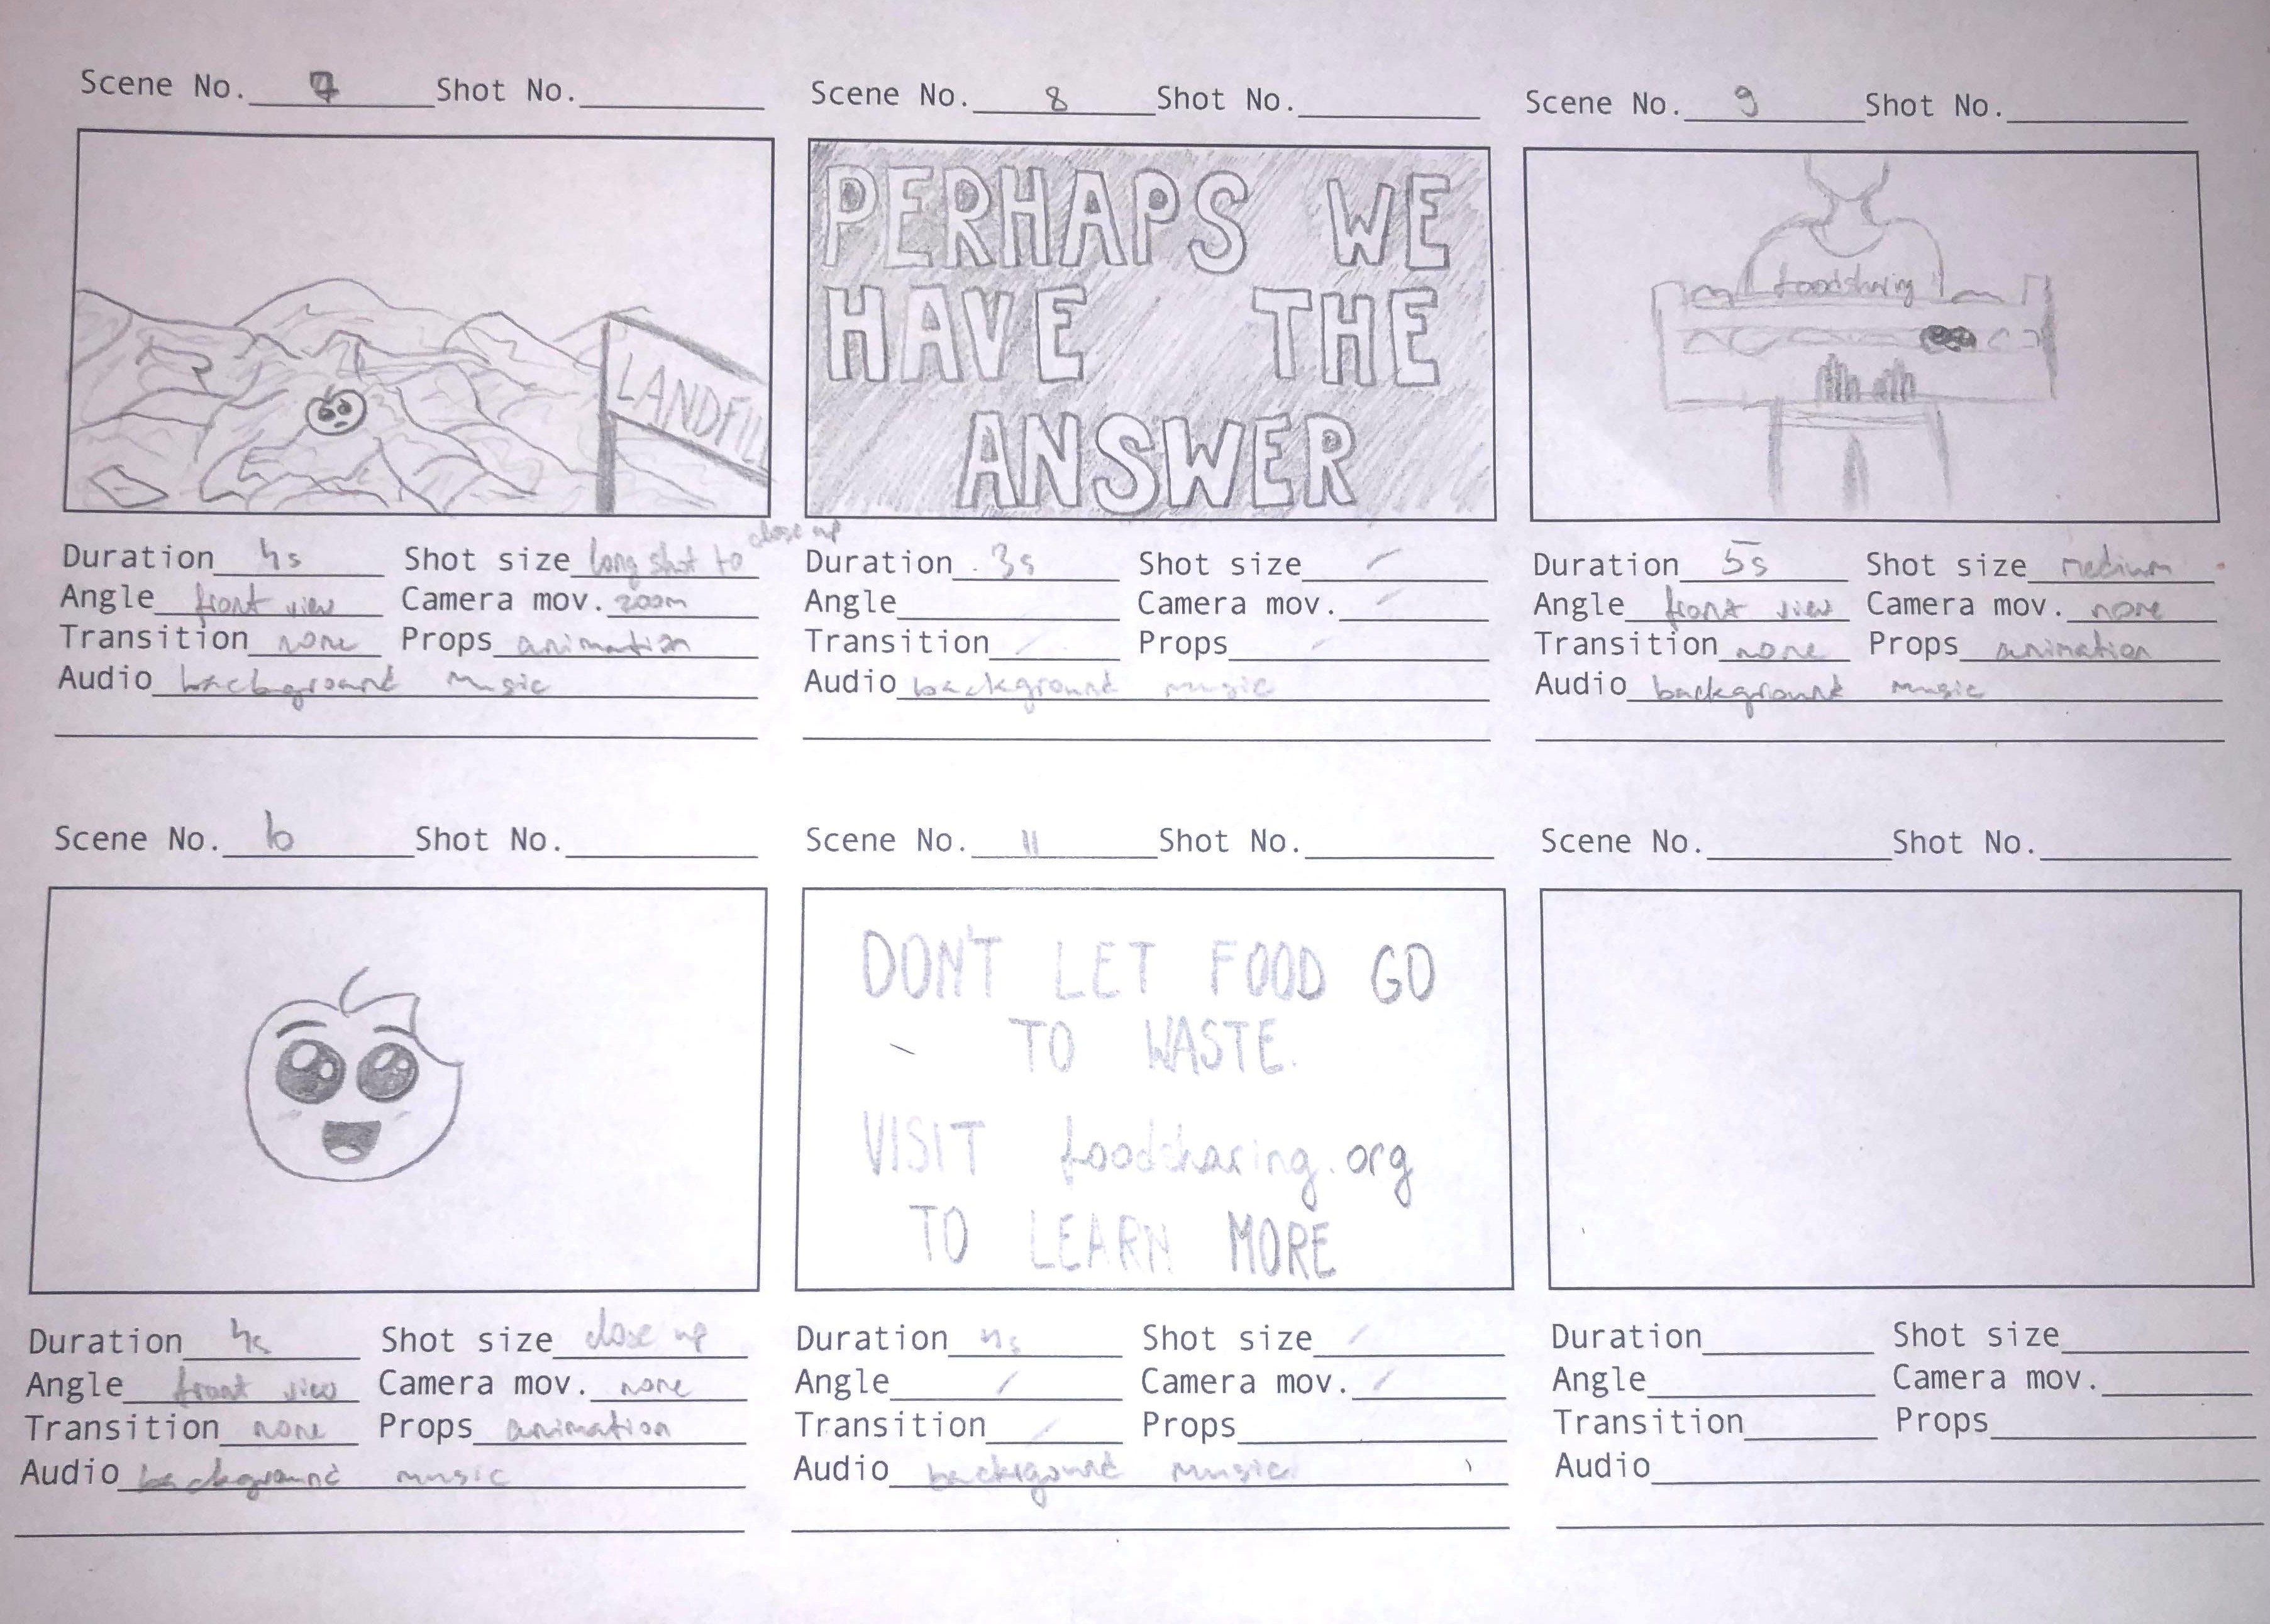 Scene No. 7 Shot No.
Scene No. 8 Shot No.
Scene No. 9 Shot No.
LANDFILL
PERHAPS WE
HAVE THE
ANSWER
foodsharing
Duration 4s Shot size long shot to close up
Angle front view Camera mov. zoom
Transition none Props animation
Audio background music
Duration 3s Shot size /
Angle Camera mov. /
Transition / Props /
Audio background music
Duration 5s Shot size medium
Angle front view Camera mov. none
Transition none Props animation
Audio background music
Scene No. 10 Shot No.
Scene No. 11 Shot No.
Scene No. Shot No.
DON'T LET FOOD GO
TO WASTE.
VISIT foodsharing.org
TO LEARN MORE
Duration 4s Shot size close up
Angle front view Camera mov. none
Transition none Props animation
Audio background music
Duration 4s Shot size /
Angle / Camera mov. /
Transition / Props
Audio backgound music
Duration Shot size
Angle Camera mov.
Transition Props
Audio